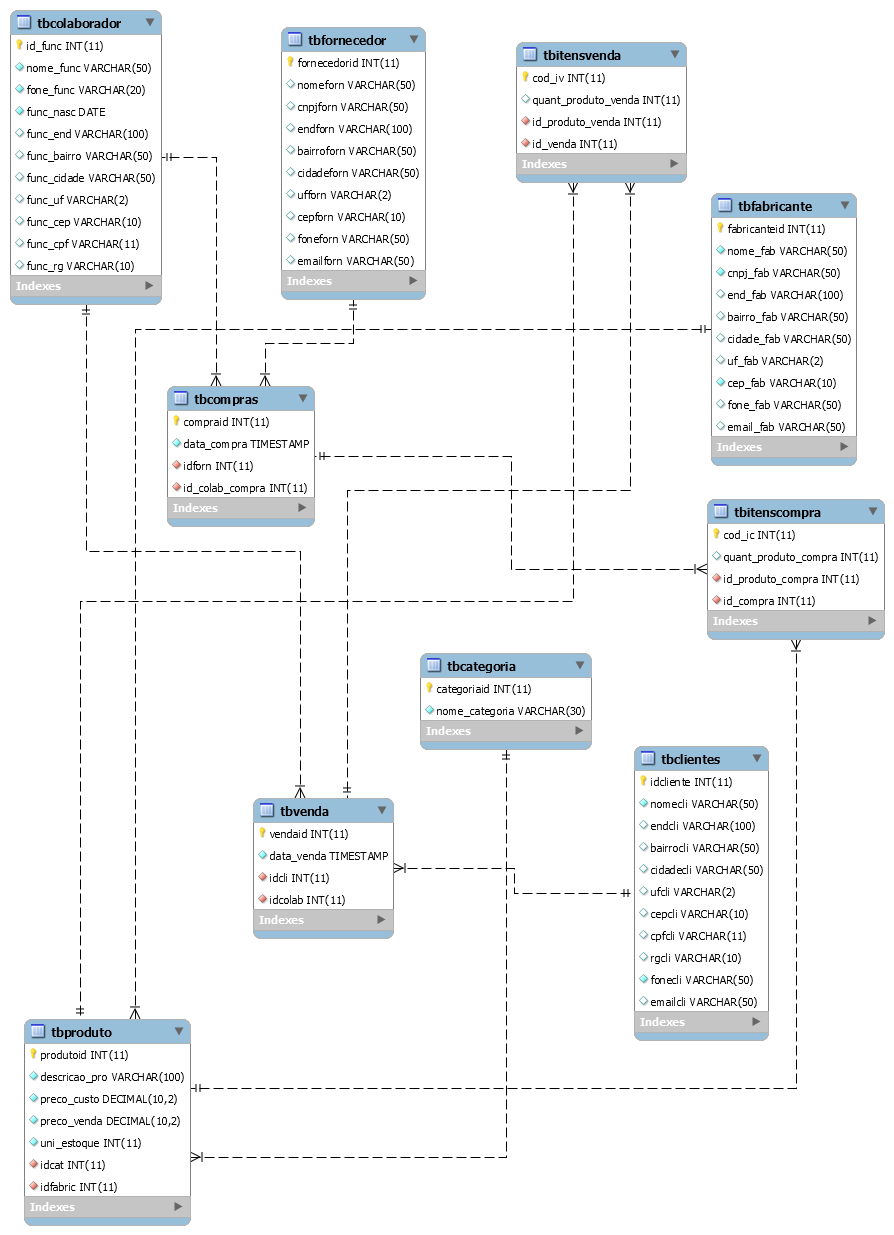 tbcolaborador
id_func INT(11)
nome_func VARCHAR(50)
fone_func VARCHAR(20)
func_nasc DATE
func_end VARCHAR(100)
func_bairro VARCHAR(50)
func_cidade VARCHAR(50)
func_uf VARCHAR(2)
func_cep VARCHAR(10)
func_cpf VARCHAR(11)
func_rg VARCHAR(10)
Indexes
tbfornecedor
fornecedorid INT(11)
nomeforn VARCHAR(50)
cnpjforn VARCHAR(50)
endforn VARCHAR(100)
bairroforn VARCHAR(50)
cidadeforn VARCHAR(50)
ufforn VARCHAR(2)
cepforn VARCHAR(10)
foneforn VARCHAR(50)
emailforn VARCHAR(50)
Indexes
tbitensvenda
cod_iv INT(11)
quant_produto_venda INT(11)
id_produto_venda INT(11)
id_venda INT(11)
Indexes
tbfabricante
fabricanteid INT(11)
nome_fab VARCHAR(50)
cnpj_fab VARCHAR(50)
end_fab VARCHAR(100)
bairro_fab VARCHAR(50)
cidade_fab VARCHAR(50)
uf_fab VARCHAR(2)
cep_fab VARCHAR(10)
fone_fab VARCHAR(50)
email_fab VARCHAR(50)
Indexes
tbcompras
compraid INT(11)
data_compra TIMESTAMP
idforn INT(11)
id_colab_compra INT(11)
Indexes
tbitenscompra
cod_ic INT(11)
quant_produto_compra INT(11)
id_produto_compra INT(11)
id_compra INT(11)
Indexes
tbcategoria
categoriaid INT(11)
nome_categoria VARCHAR(30)
Indexes
tbclientes
idcliente INT(11)
nomecli VARCHAR(50)
endcli VARCHAR(100)
bairrocli VARCHAR(50)
cidadecli VARCHAR(50)
ufcli VARCHAR(2)
cepcli VARCHAR(10)
cpfcli VARCHAR(11)
rgcli VARCHAR(10)
fonecli VARCHAR(50)
emailcli VARCHAR(50)
Indexes
tbvenda
vendaid INT(11)
data_venda TIMESTAMP
idcli INT(11)
idcolab INT(11)
Indexes
tbproduto
produtoid INT(11)
descricao_pro VARCHAR(100)
preco_custo DECIMAL(10,2)
preco_venda DECIMAL(10,2)
uni_estoque INT(11)
idcat INT(11)
idfabric INT(11)
Indexes